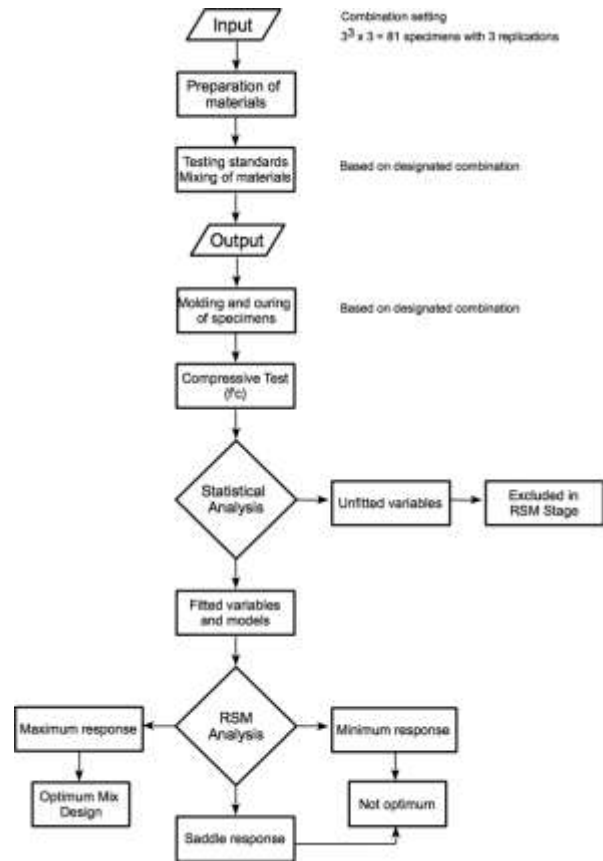 Input
Combination setting
3³ x 3 = 81 specimens with 3 replications
Preparation of
materials
Testing standards
Mixing of materials
Based on designated combination
Output
Molding and curing
of specimens
Based on designated combination
Compressive Test
(f'c)
Statistical
Analysis
Unfitted variables
Excluded in
RSM Stage
Fitted variables
and models
Maximum response
RSM
Analysis
Minimum response
Optimum Mix
Design
Not optimum
Saddle response